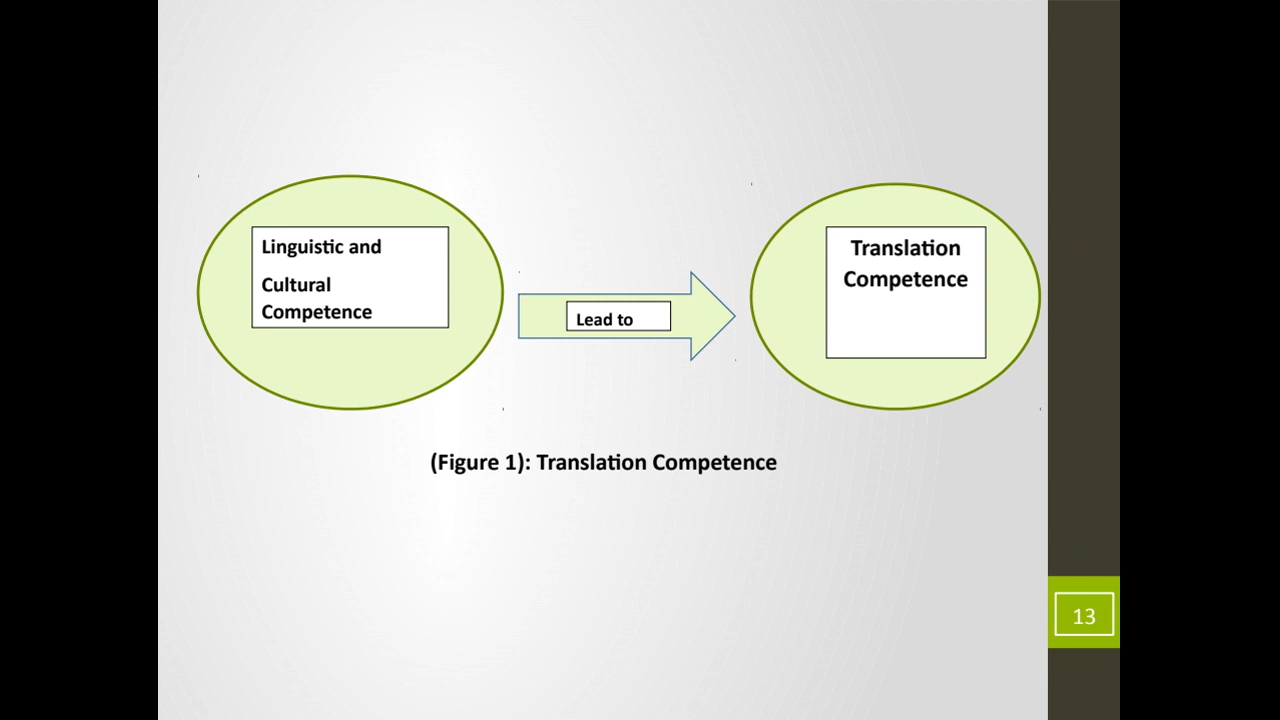 Linguistic and
Cultural
Competence
Lead to
Translation
Competence
(Figure 1): Translation Competence
13